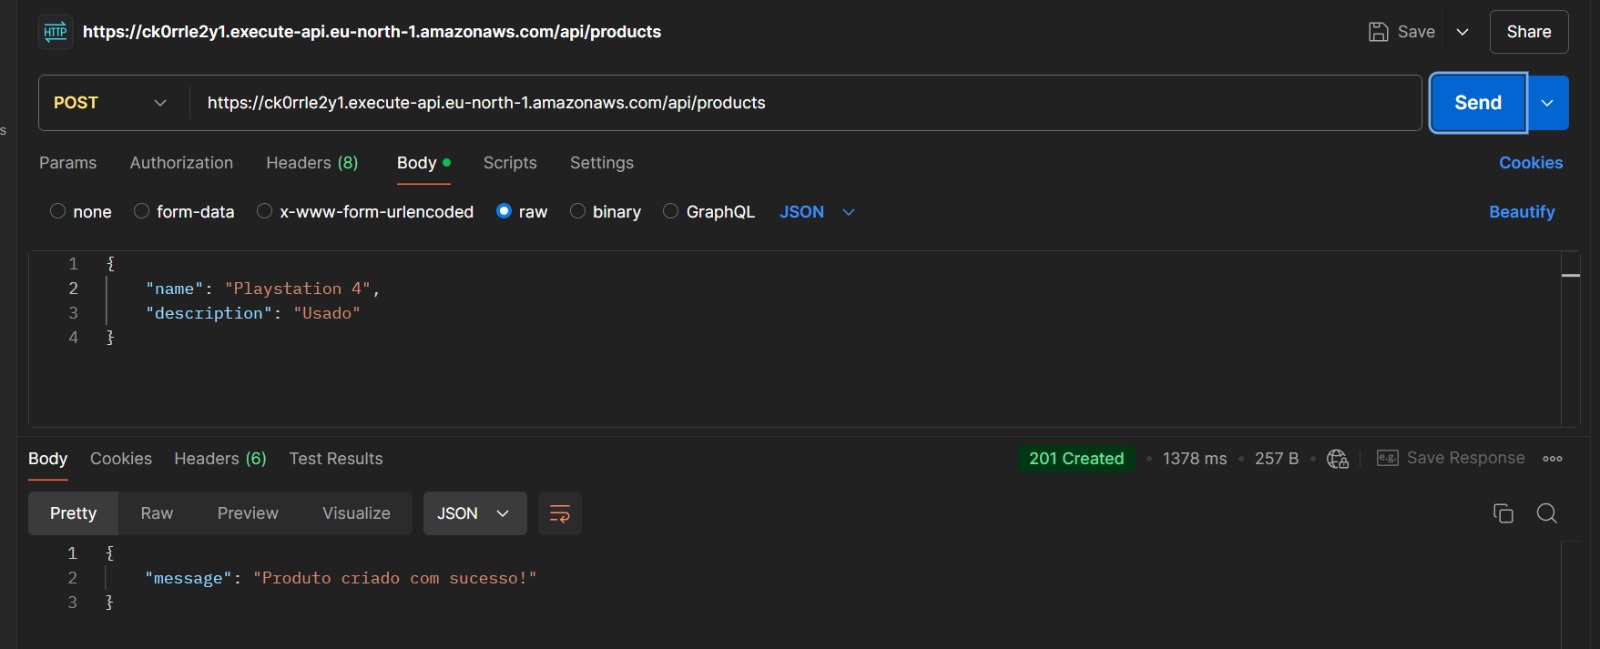 HTTP https://ck0rrle2y1.execute-api.eu-north-1.amazonaws.com/api/products Save Share
POST https://ck0rrle2y1.execute-api.eu-north-1.amazonaws.com/api/products Send
s
Params Authorization Headers (8) Body Scripts Settings Cookies
none form-data x-www-form-urlencoded raw binary GraphQL JSON Beautify
1 {
2 "name": "Playstation 4",
3 "description": "Usado"
4 }
Body Cookies Headers (6) Test Results 201 Created • 1378 ms • 257 B • e.g. Save Response
Pretty Raw Preview Visualize JSON
1 {
2 "message": "Produto criado com sucesso!"
3 }